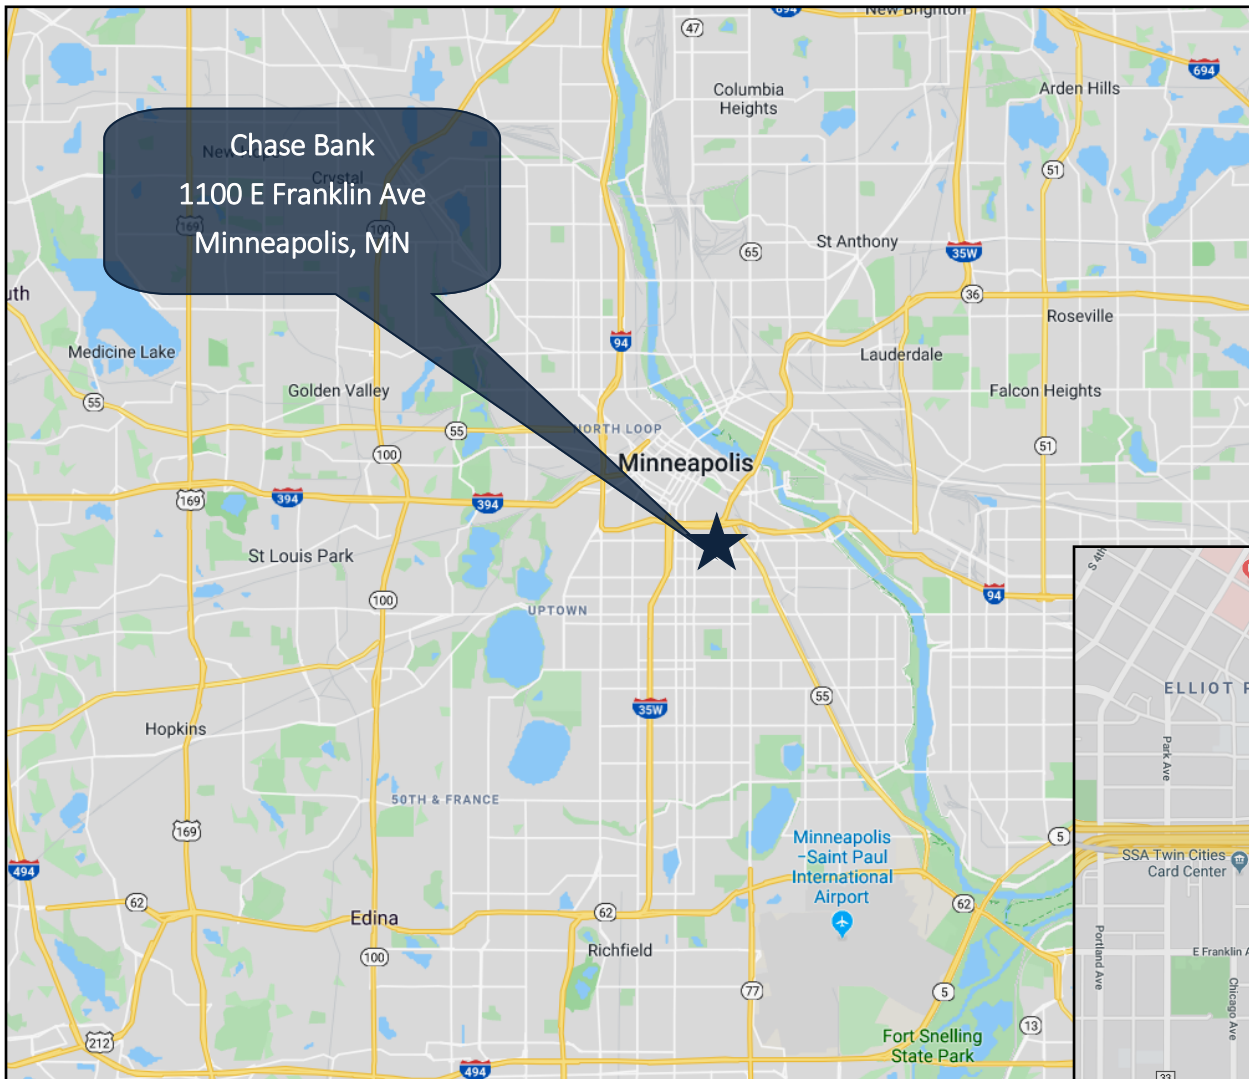 694
New Brighton
47
694
Columbia
Heights
Arden Hills
Chase Bank
1100 E Franklin Ave
Minneapolis, MN
Crystal
51
169
100
St Anthony
65
35W
36
uth
Roseville
94
Medicine Lake
Lauderdale
Golden Valley
Falcon Heights
55
55
NORTH LOOP
51
100
Minneapolis
169
394
394
St Louis Park
S 4th
94
100
UPTOWN
ELLIOT P
55
35W
Hopkins
Park Ave
50TH & FRANCE
169
Minneapolis
-Saint Paul
International
Airport
5
SSA Twin Cities
Card Center
494
62
62
62
Edina
Richfield
100
E Franklin A
Portland Ave
Chicago Ave
77
5
13
212
Fort Snelling
State Park
494
33